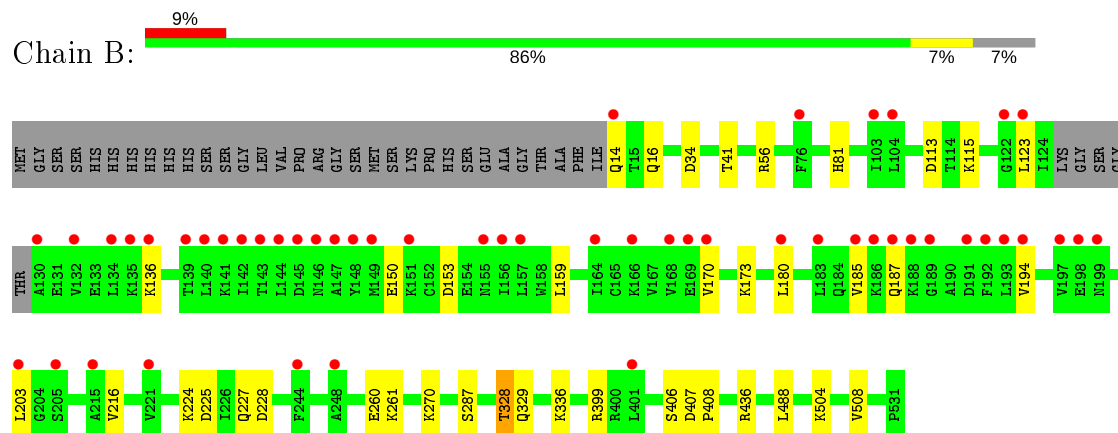 9%
Chain B:
86% 7% 7%
MET GLY SER SER HIS HIS HIS HIS HIS HIS SER SER GLY LEU VAL PRO ARG GLY SER MET SER LYS PRO HIS SER GLU ALA GLY THR ALA PHE ILE Q14 T15 Q16 D34 T41 R56 F76 H81 I103 L104 D113 T114 K115 G122 L123 I124 LYS GLY SER GLY
THR A130 E131 V132 E133 L134 K135 K136 T139 L140 K141 I142 T143 L144 D145 N146 A147 Y148 M149 E150 K151 C152 D153 E154 N155 I156 L157 W158 L159 I164 C165 K166 V167 V168 E169 V170 K173 L180 L183 Q184 V185 K186 Q187 K188 G189 A190 D191 F192 L193 V194 V197 E198 N199
L203 G204 S205 A215 V216 V221 K224 D225 I226 Q227 D228 F244 A248 E260 K261 K270 S287 T328 Q329 K336 R399 R400 L401 S406 D407 P408 R436 L488 K504 V508 P531